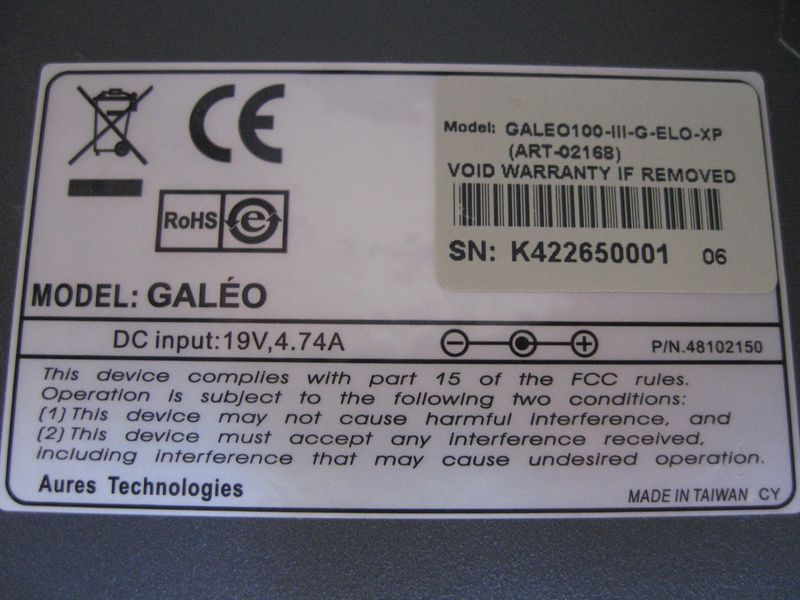 CE
Model: GALEO100-III-G-ELO-XP
(ART-02168)
VOID WARRANTY IF REMOVED
RoHS e
SN: K422650001 06
MODEL: GALÉO
DC input:19V,4.74A
P/N.48102150
This device complies with part 15 of the FCC rules.
Operation is subject to the following two conditions:
(1) This device may not cause harmful interference, and
(2) This device must accept any interference received,
including interference that may cause undesired operation.
Aures Technologies
MADE IN TAIWAN CY